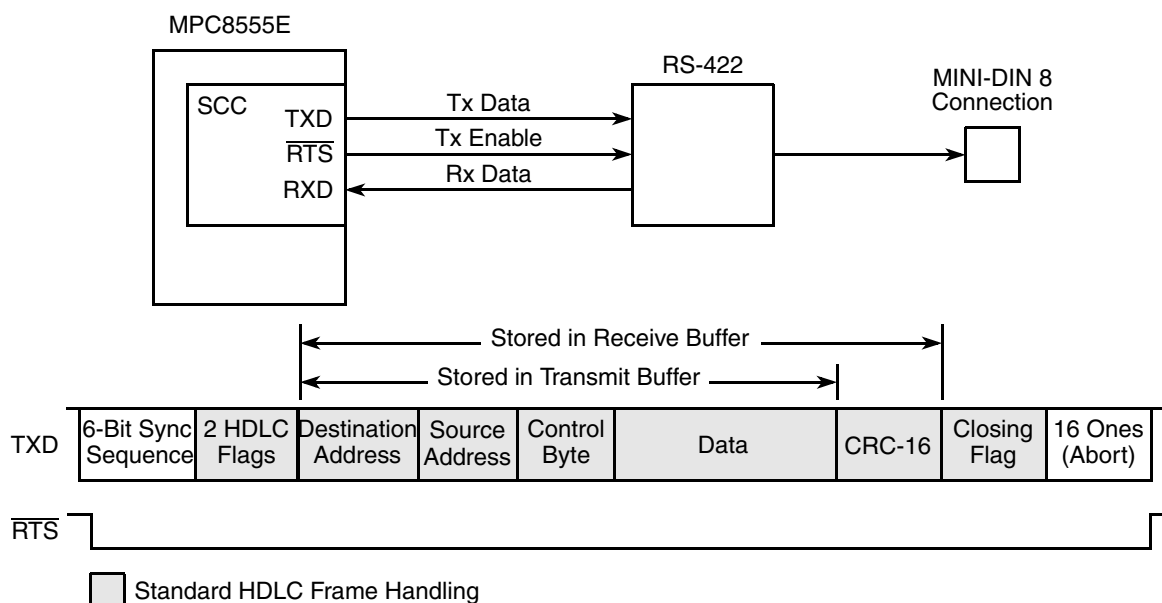 MPC8555E
SCC
TXD
RTS
RXD
Tx Data
Tx Enable
Rx Data
RS-422
MINI-DIN 8
Connection
Stored in Receive Buffer
Stored in Transmit Buffer
TXD
6-Bit Sync
Sequence
2 HDLC
Flags
Destination
Address
Source
Address
Control
Byte
Data
CRC-16
Closing
Flag
16 Ones
(Abort)
RTS
Standard HDLC Frame Handling